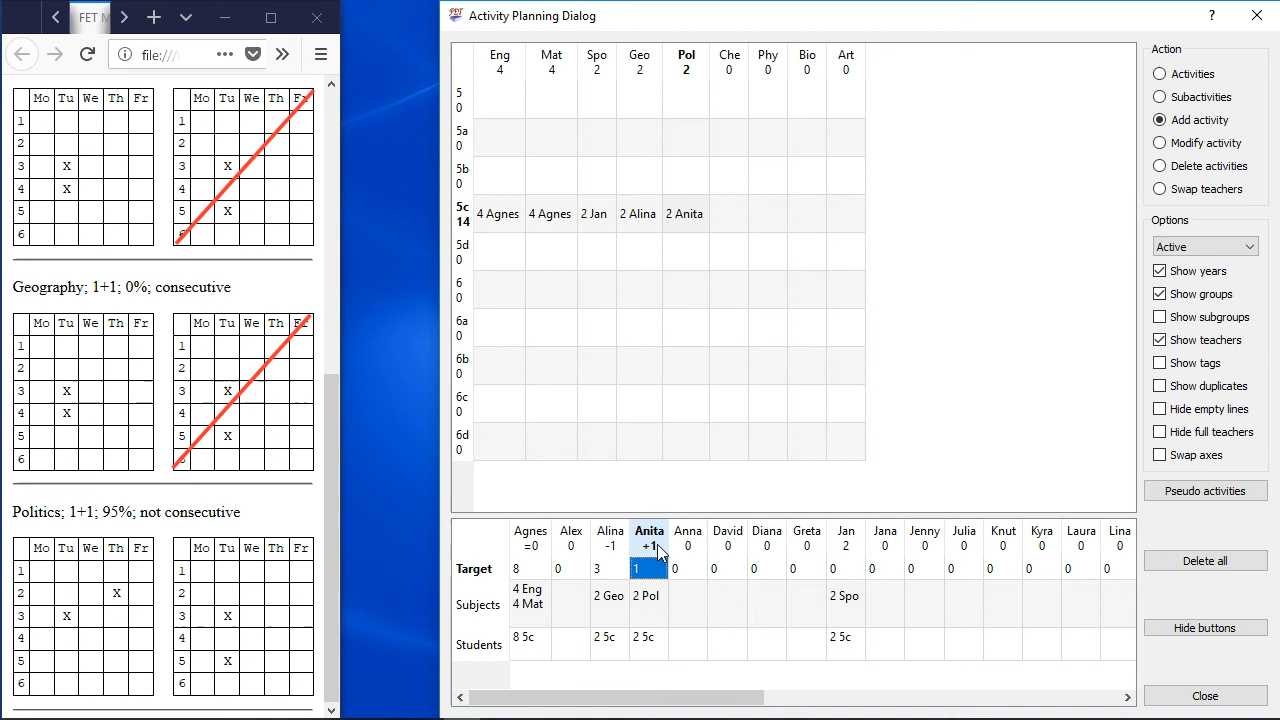 FET M
file:///
Mo Tu We Th Fr
1
2
3 X
4 X
5
6
Mo Tu We Th Fr
1
2
3 X
4
5 X
6
Geography; 1+1; 0%; consecutive
Mo Tu We Th Fr
1
2
3 X
4 X
5
6
Mo Tu We Th Fr
1
2
3 X
4
5 X
Politics; 1+1; 95%; not consecutive
Mo Tu We Th Fr
1
2 X
3 X
4
5
6
Mo Tu We Th Fr
1
2
3 X
4
5 X
6
FET Activity Planning Dialog
?
Eng Mat Spo Geo Pol Che Phy Bio Art
4 4 2 2 2 0 0 0 0
5
0
5a
0
5b
0
5c
14
4 Agnes 4 Agnes 2 Jan 2 Alina 2 Anita
5d
0
6
0
6a
0
6b
0
6c
0
6d
0
Agnes Alex Alina Anita Anna David Diana Greta Jan Jana Jenny Julia Knut Kyra Laura Lina
=0 0 -1 +1 0 0 0 0 2 0 0 0 0 0 0 0
Target 8 0 3 1 0 0 0 0 0 0 0 0 0 0 0 0
Subjects 4 Eng 2 Geo 2 Pol 2 Spo
4 Mat
Students 8 5c 2 5c 2 5c 2 5c
Action
Activities
Subactivities
Add activity
Modify activity
Delete activities
Swap teachers
Options
Active
Show years
Show groups
Show subgroups
Show teachers
Show tags
Show duplicates
Hide empty lines
Hide full teachers
Swap axes
Pseudo activities
Delete all
Hide buttons
Close